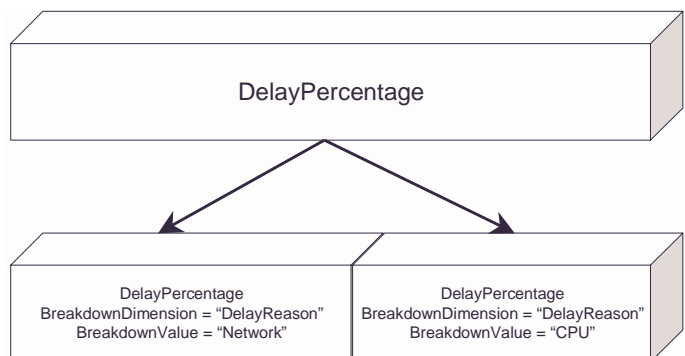 DelayPercentage
DelayPercentage
BreakdownDimension = “DelayReason”
BreakdownValue = “Network”
DelayPercentage
BreakdownDimension = “DelayReason”
BreakdownValue = “CPU”